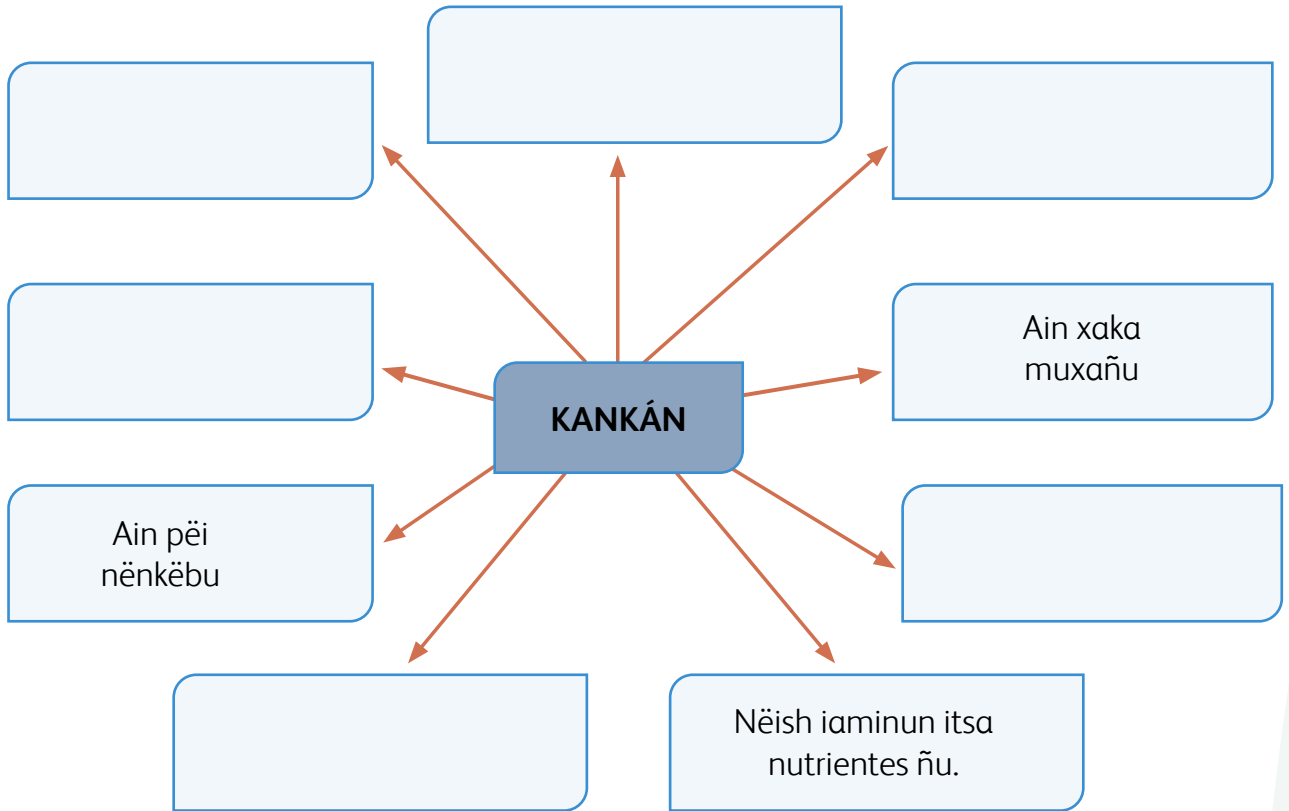 Ain xaka
muxañu
KANKÁN
Ain pëi
nënkëbu
Nëish iaminun itsa
nutrientes ñu.